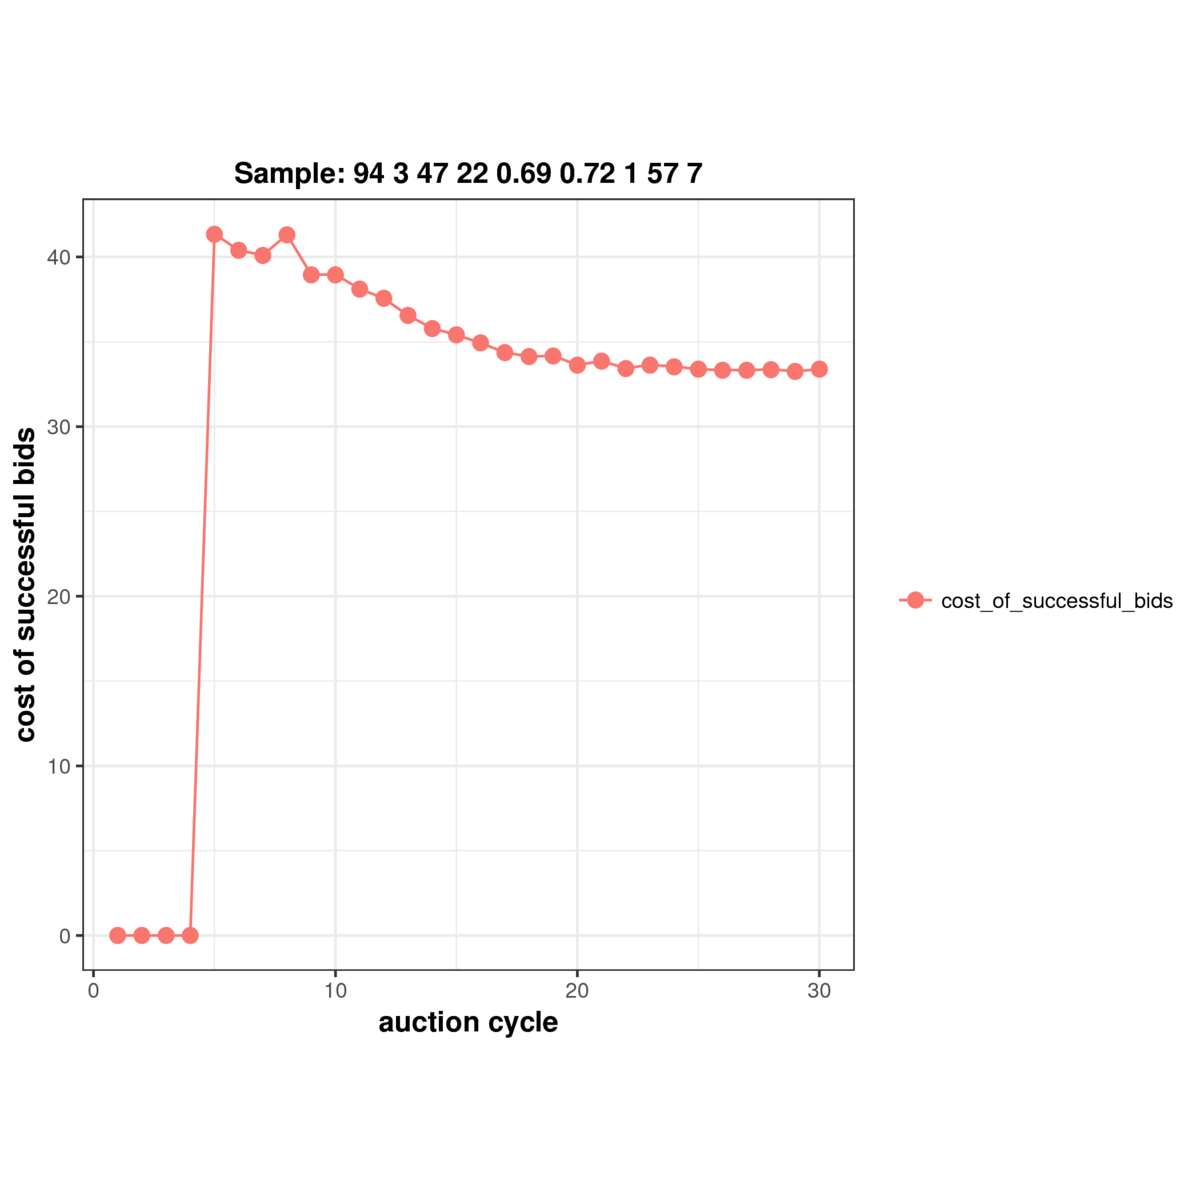 Sample: 94 3 47 22 0.69 0.72 1 57 7
cost of successful bids
40
30
20
10
0
0 10 20 30
auction cycle
cost_of_successful_bids